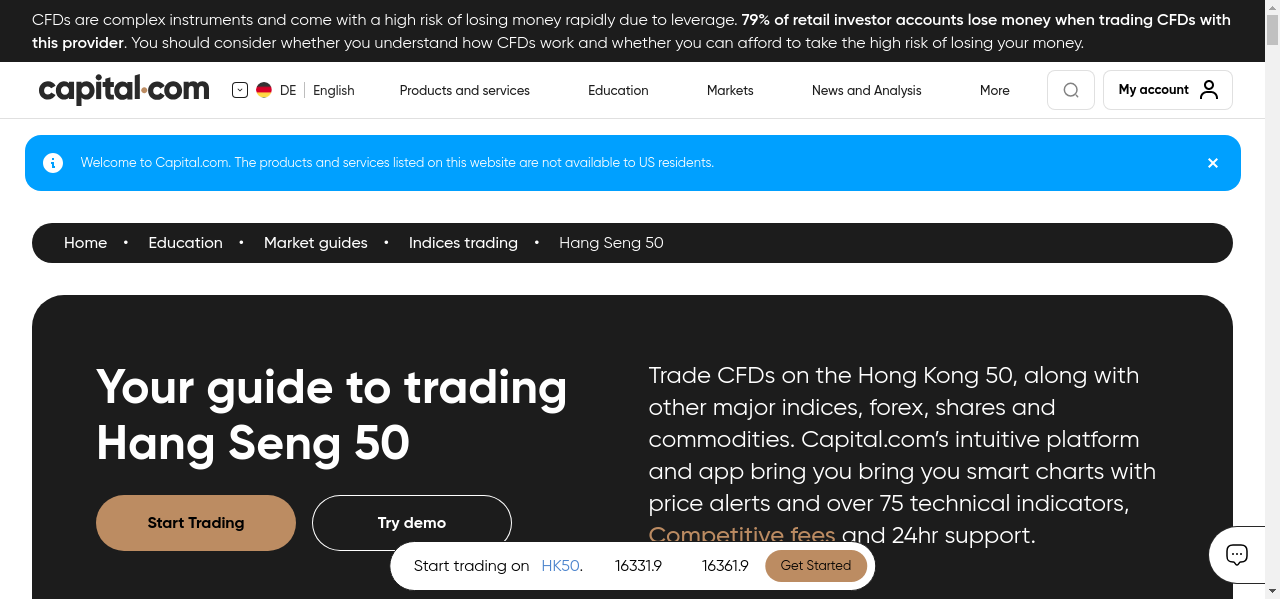 CFDs are complex instruments and come with a high risk of losing money rapidly due to leverage. 79% of retail investor accounts lose money when trading CFDs with
this provider. You should consider whether you understand how CFDs work and whether you can afford to take the high risk of losing your money.
capital.com DE English Products and services Education Markets News and Analysis More My account
Welcome to Capital.com. The products and services listed on this website are not available to US residents.
Home • Education • Market guides • Indices trading • Hang Seng 50
Your guide to trading
Hang Seng 50
Start Trading Try demo
Trade CFDs on the Hong Kong 50, along with
other major indices, forex, shares and
commodities. Capital.com’s intuitive platform
and app bring you bring you smart charts with
price alerts and over 75 technical indicators,
Competitive fees and 24hr support.
Start trading on HK50. 16331.9 16361.9 Get Started